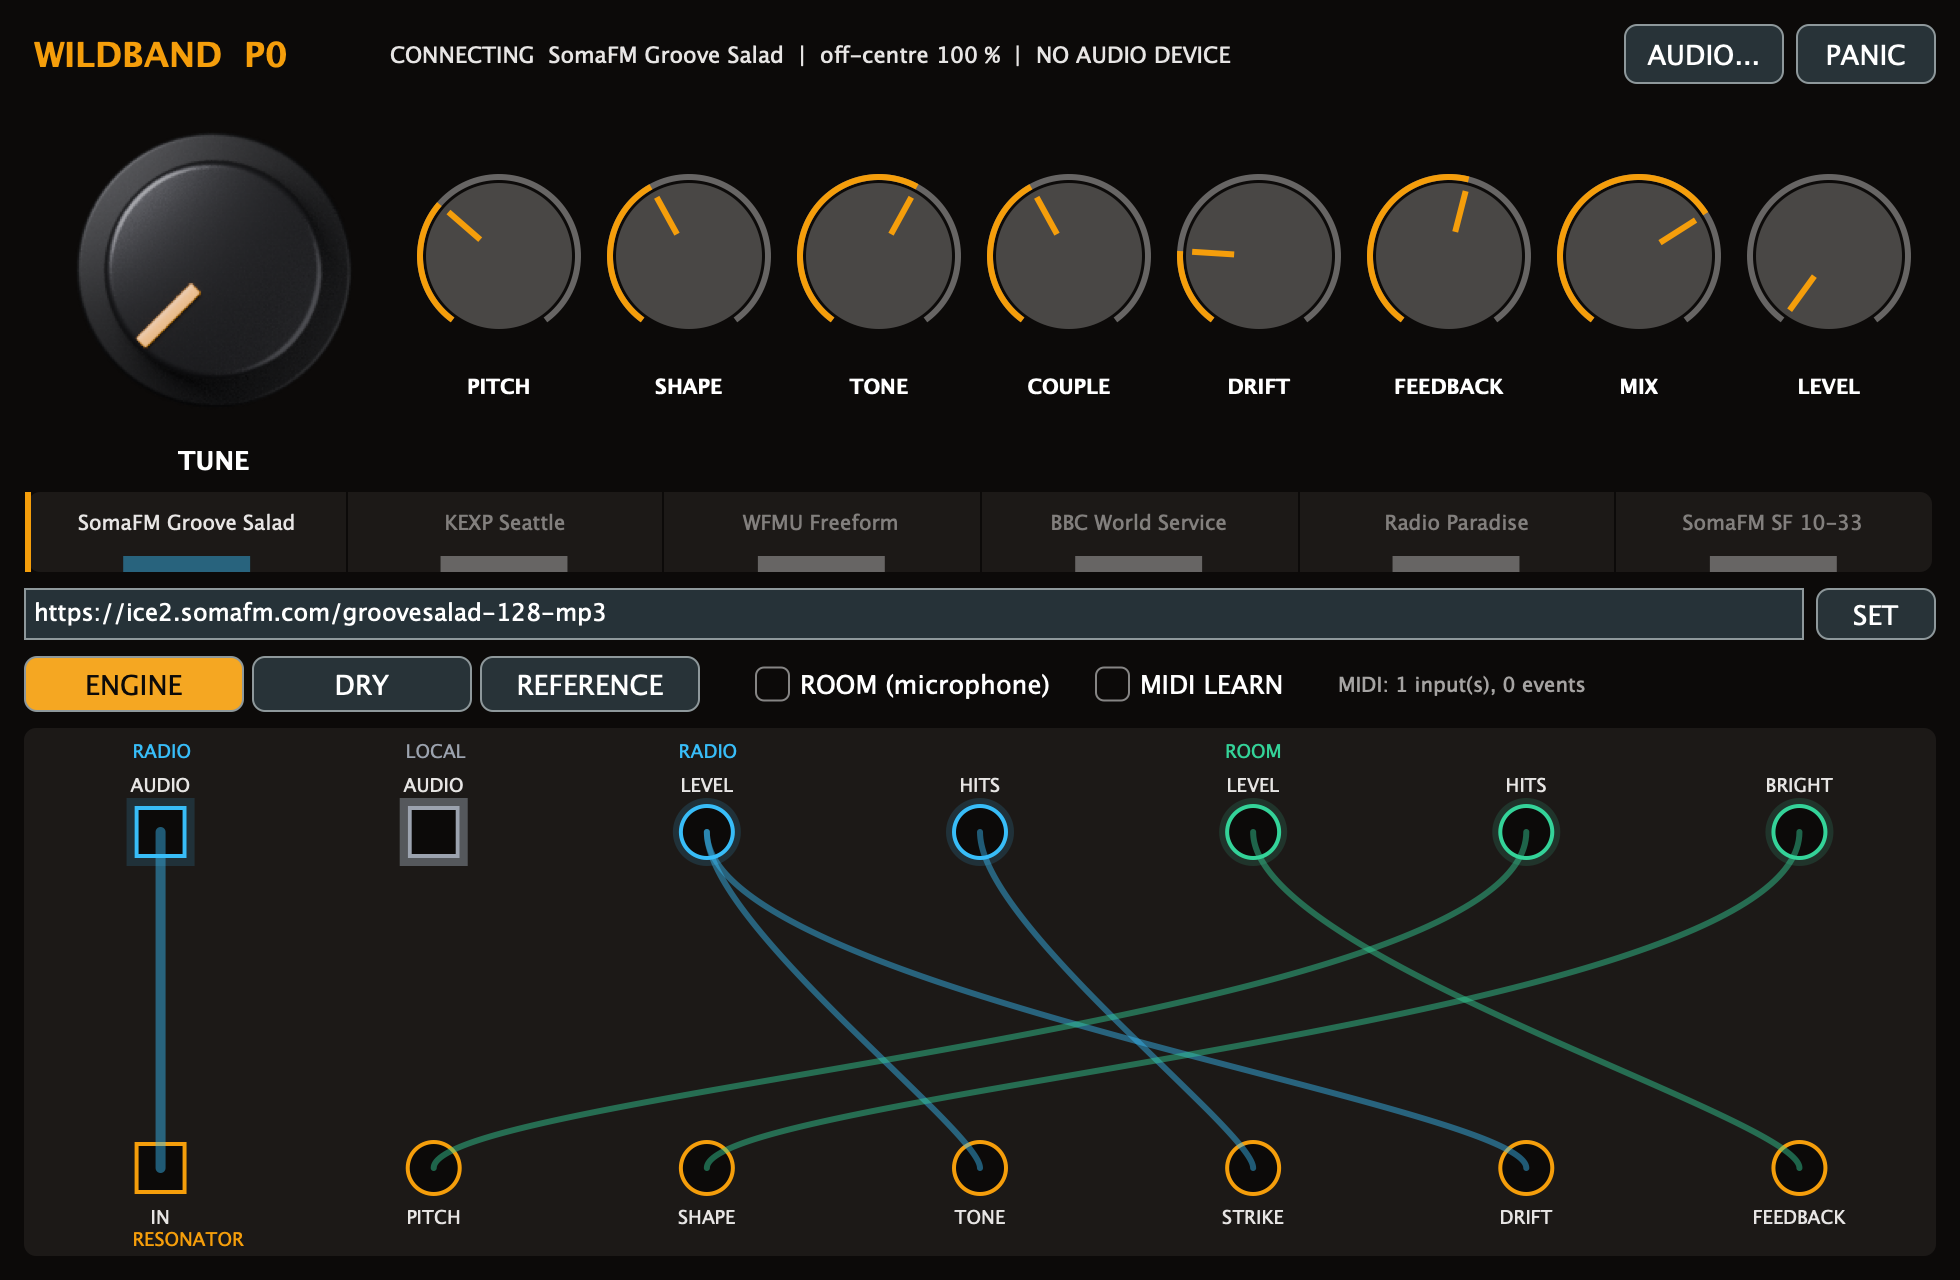 WILDBAND P0
CONNECTING SomaFM Groove Salad | off-centre 100 % | NO AUDIO DEVICE
AUDIO...
PANIC
PITCH
SHAPE
TONE
COUPLE
DRIFT
FEEDBACK
MIX
LEVEL
TUNE
SomaFM Groove Salad
KEXP Seattle
WFMU Freeform
BBC World Service
Radio Paradise
SomaFM SF 10-33
https://ice2.somafm.com/groovesalad-128-mp3
SET
ENGINE
DRY
REFERENCE
ROOM (microphone)
MIDI LEARN
MIDI: 1 input(s), 0 events
RADIO
LOCAL
RADIO
ROOM
AUDIO
AUDIO
LEVEL
HITS
LEVEL
HITS
BRIGHT
IN
PITCH
SHAPE
TONE
STRIKE
DRIFT
FEEDBACK
RESONATOR